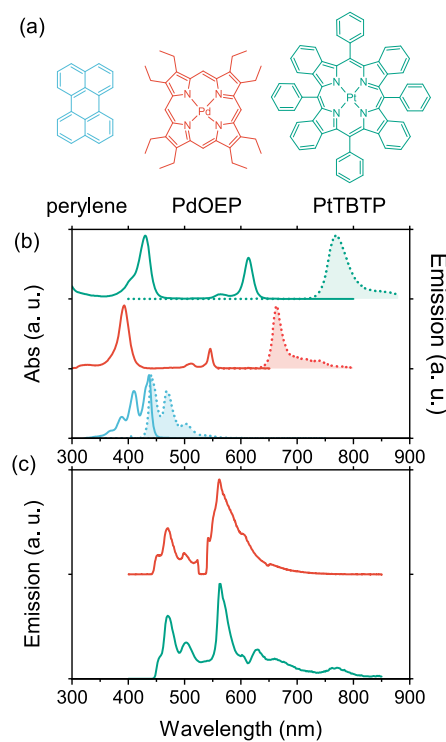 (a)
N N Pd N N
N N Pt N N
perylene PdOEP PtTBTP
(b)
Abs (a. u.)
Emission (a. u.)
300 400 500 600 700 800 900
(c)
Emission (a. u.)
300 400 500 600 700 800 900
Wavelength (nm)